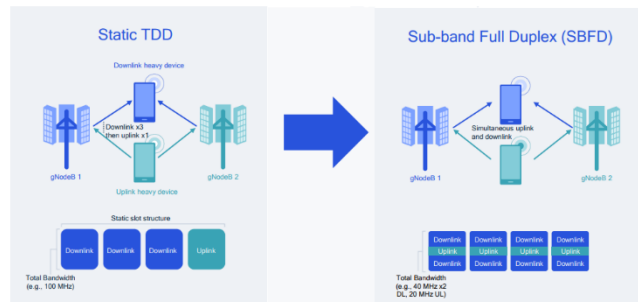 Static TDD
Downlink heavy device
Downlink x3
then uplink x1
gNodeB 1
gNodeB 2
Uplink heavy device
Static slot structure
Downlink
Downlink
Downlink
Uplink
Total Bandwidth
(e.g., 100 MHz)
Sub-band Full Duplex (SBFD)
Simultaneous uplink
and downlink
gNodeB 1
gNodeB 2
Downlink Downlink Downlink Downlink
Uplink Uplink Uplink Uplink
Downlink Downlink Downlink Downlink
Total Bandwidth
(e.g., 40 MHz x2
DL, 20 MHz UL)